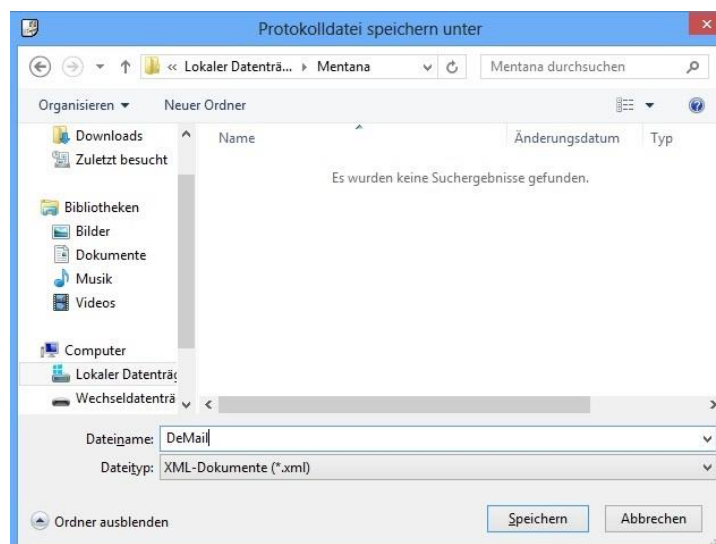 Protokolldatei speichern unter
« Lokaler Datenträ... Mentana
Mentana durchsuchen
Organisieren Neuer Ordner
Downloads
Zuletzt besucht
Bibliotheken
Bilder
Dokumente
Musik
Videos
Computer
Lokaler Datenträg
Wechseldatenträ
Name Änderungsdatum Typ
Es wurden keine Suchergebnisse gefunden.
Dateiname: DeMail
Dateityp: XML-Dokumente (*.xml)
Ordner ausblenden Speichern Abbrechen